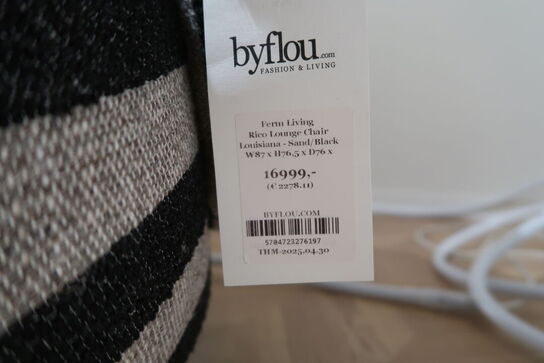 byflou.com
FASHION & LIVING
Ferm Living
Rico Lounge Chair
Louisiana - Sand/Black
W87 x H76,5 x D76 x
16999,-
(€ 2278.11)
BYFLOU.COM
5704723276197
THM-2025.04.30